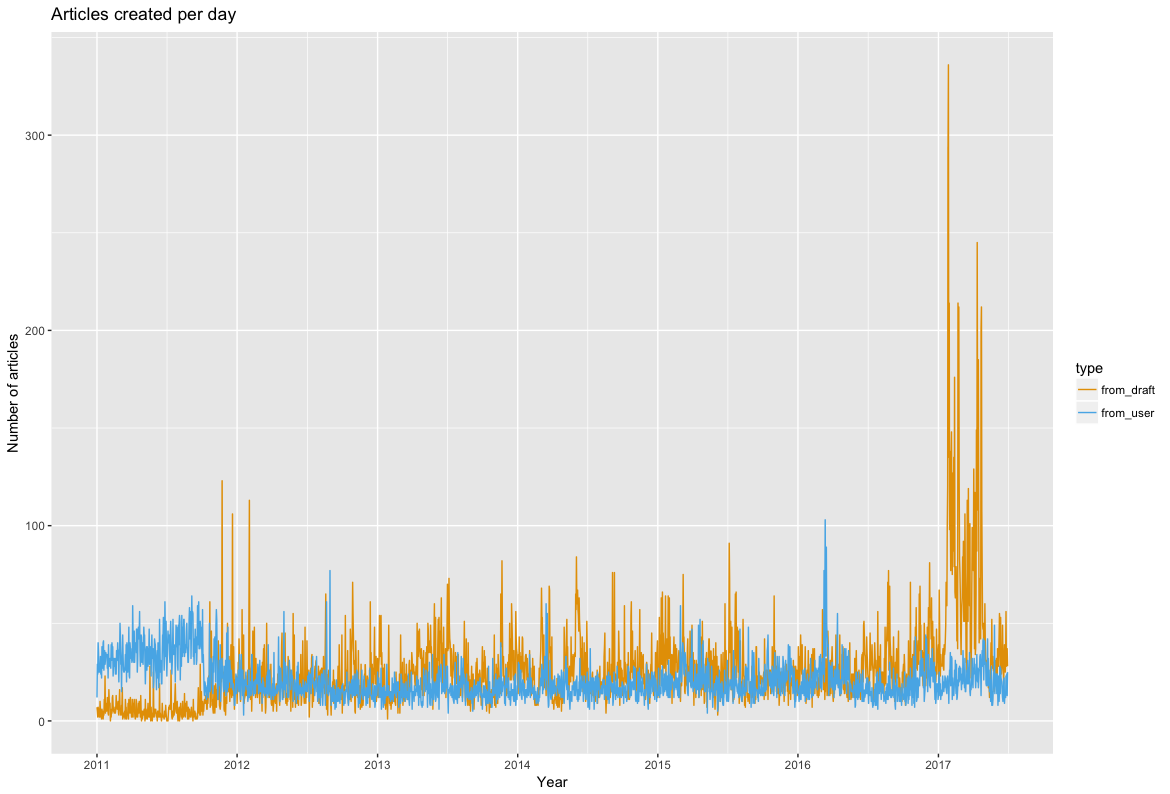 Articles created per day
Number of articles
300
200
100
0
2011 2012 2013 2014 2015 2016 2017
Year
type
from_draft
from_user